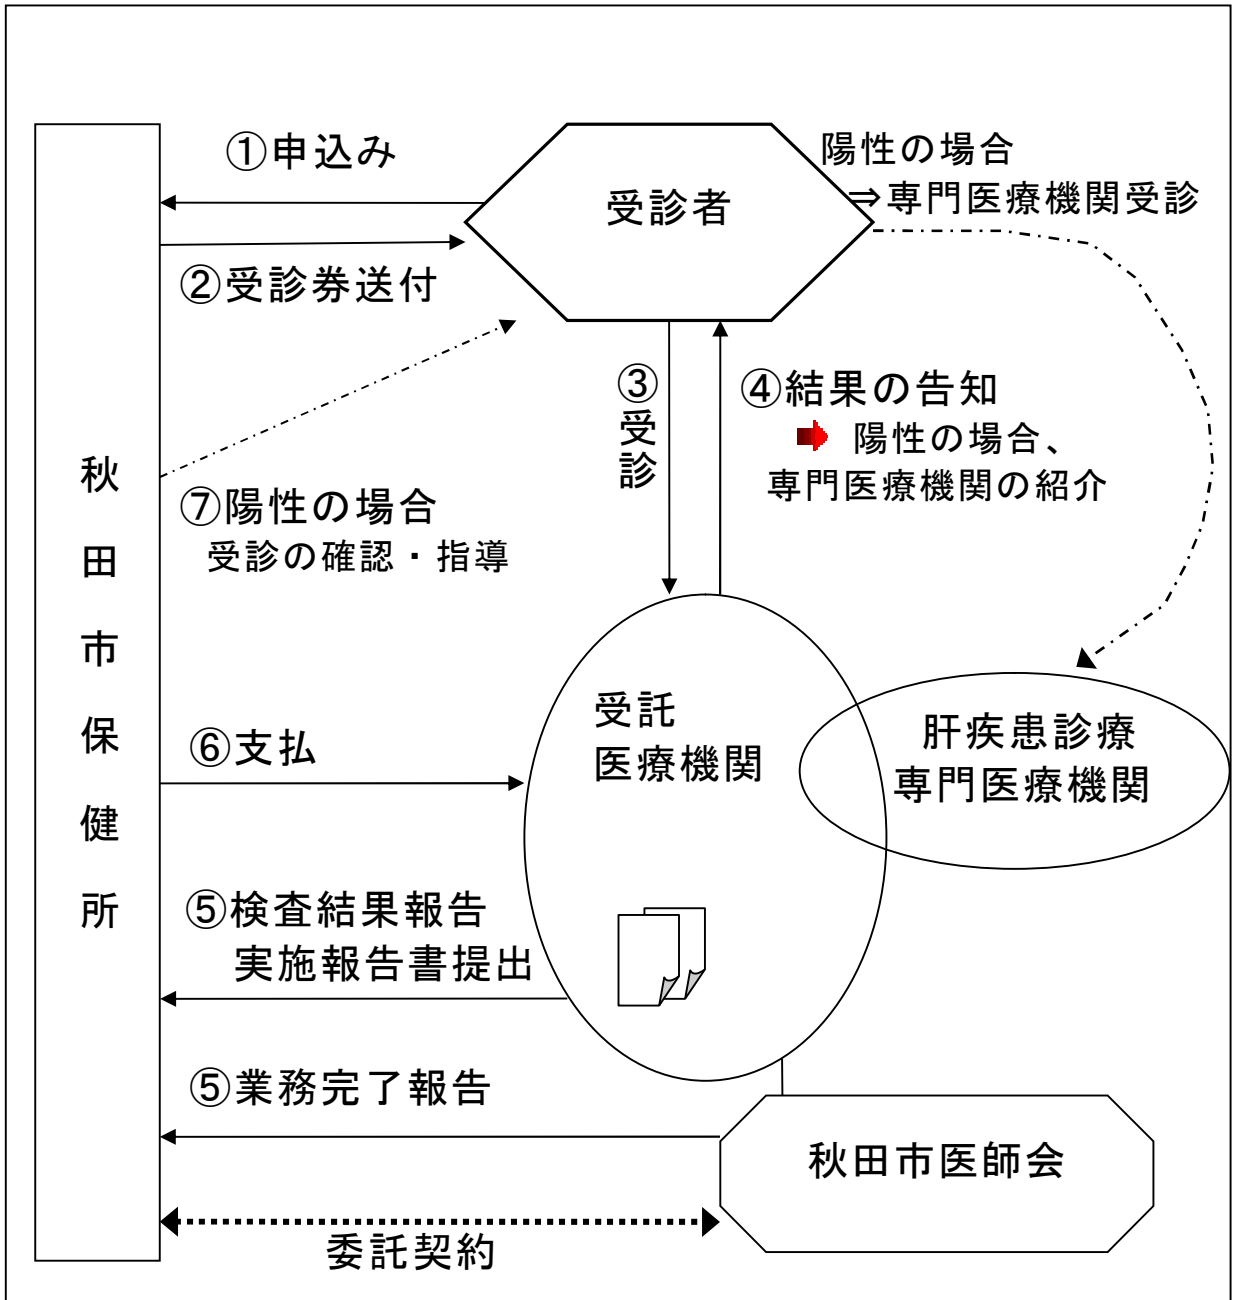 ①申込み
受診者
陽性の場合
⇒専門医療機関受診
②受診券送付
③受診
④結果の告知
陽性の場合、
専門医療機関の紹介
秋田市保健所
⑦陽性の場合
受診の確認・指導
受託
医療機関
肝疾患診療
専門医療機関
⑥支払
⑤検査結果報告
実施報告書提出
⑤業務完了報告
秋田市医師会
委託契約